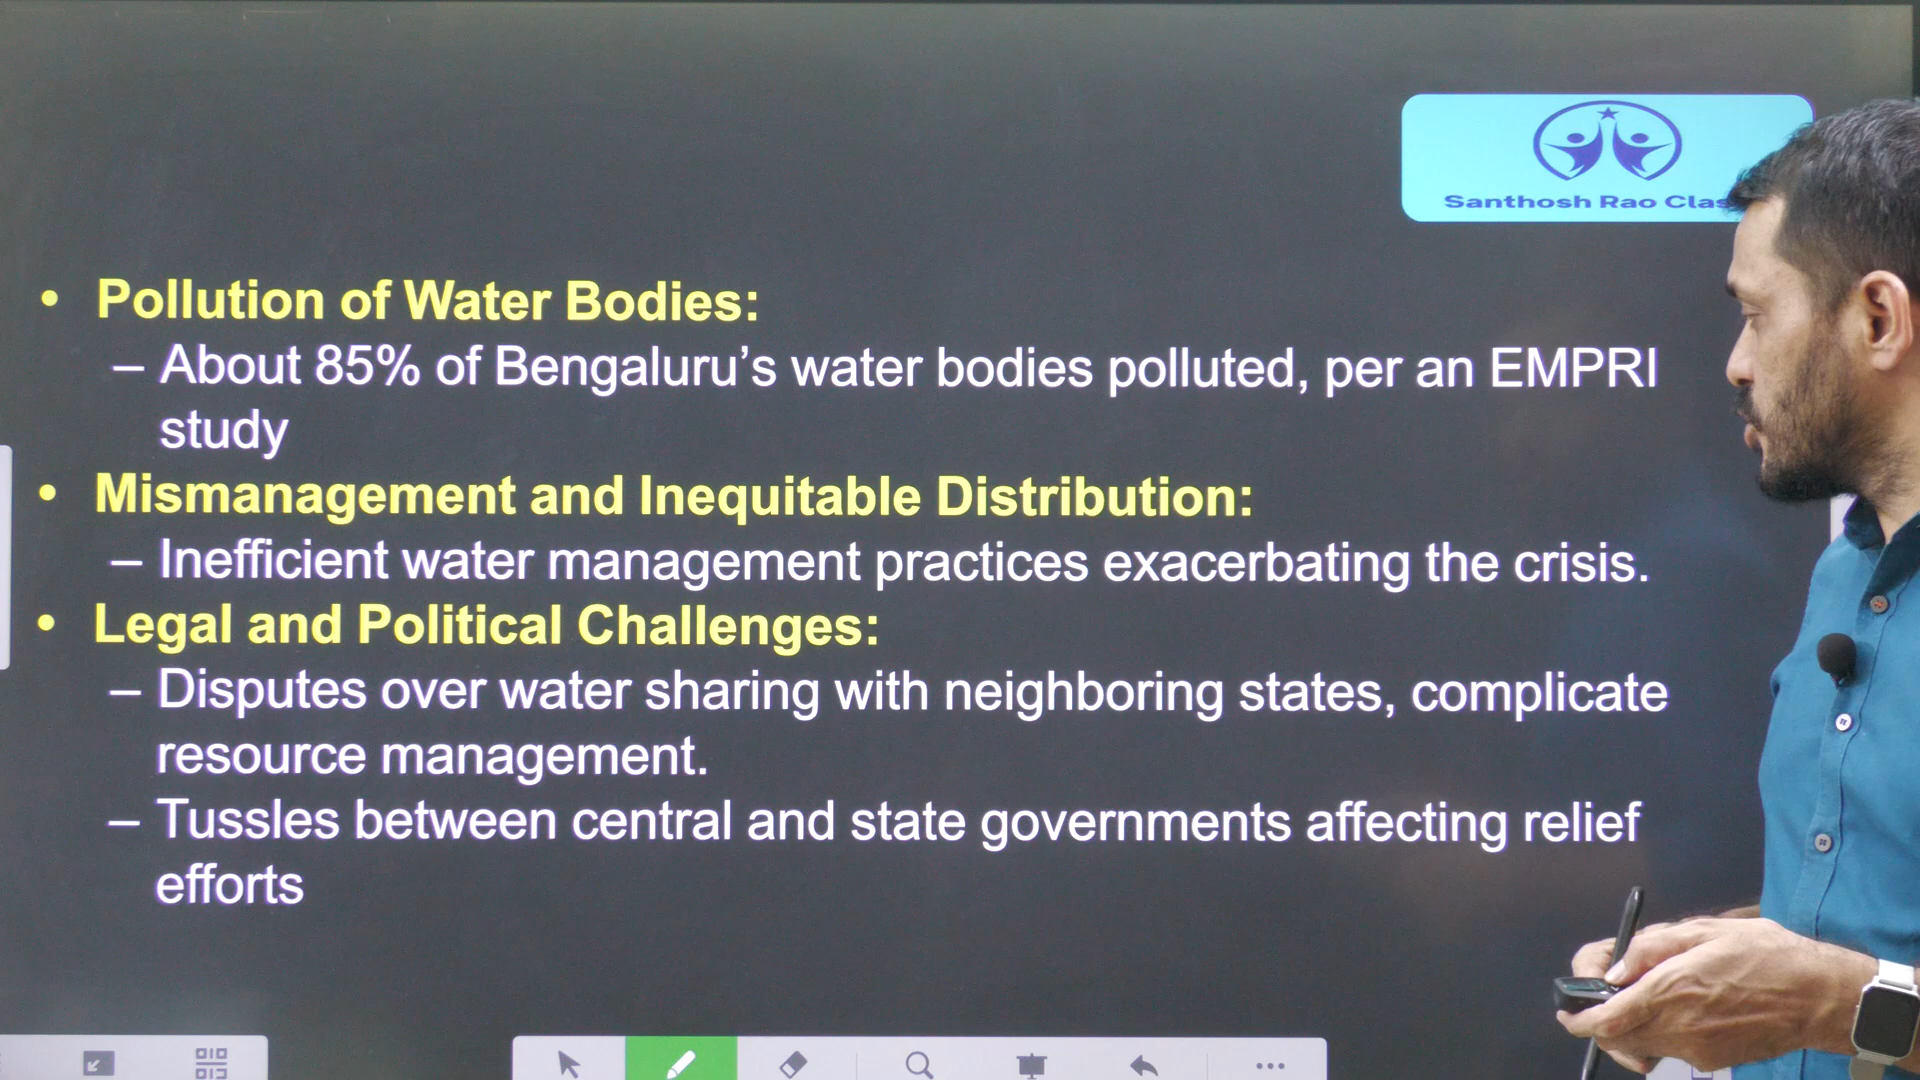 Santhosh Rao
• Pollution of Water Bodies:
– About 85% of Bengaluru’s water bodies polluted, per an EMPRI
study
• Mismanagement and Inequitable Distribution:
– Inefficient water management practices exacerbating the crisis.
• Legal and Political Challenges:
– Disputes over water sharing with neighboring states, complicate
resource management.
– Tussles between central and state governments affecting relief
efforts